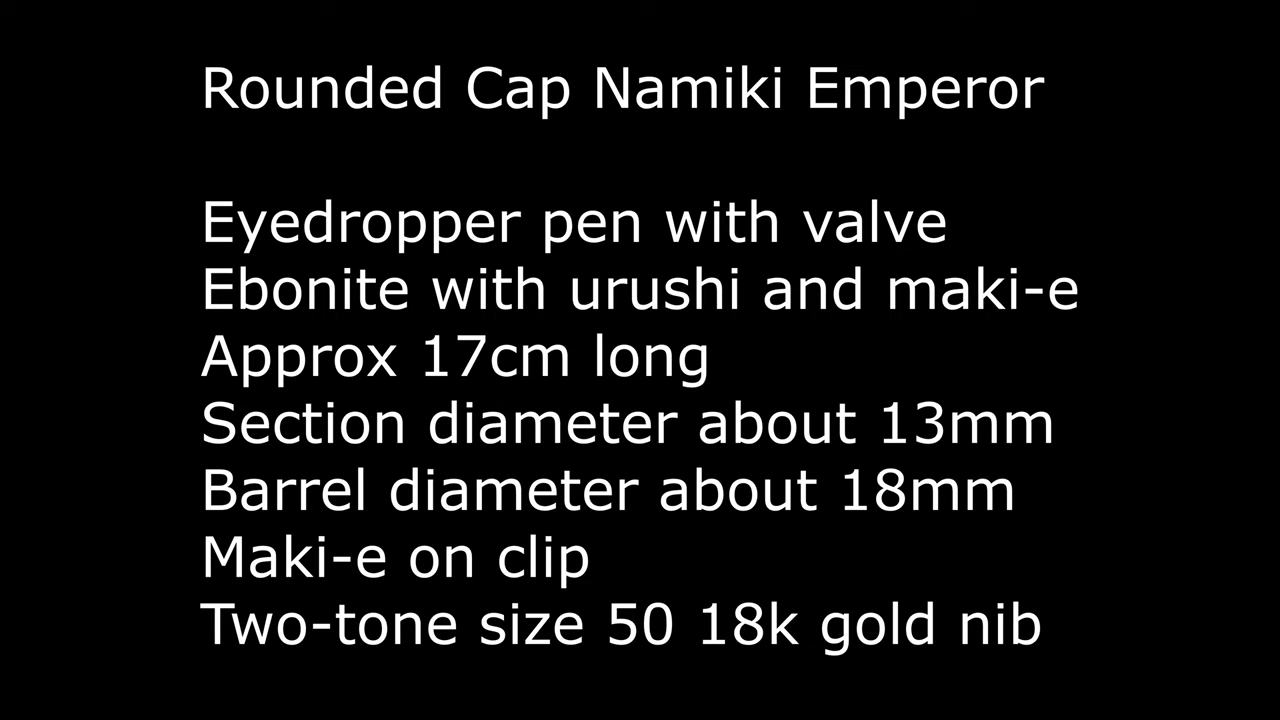 Rounded Cap Namiki Emperor
Eyedropper pen with valve
Ebonite with urushi and maki-e
Approx 17cm long
Section diameter about 13mm
Barrel diameter about 18mm
Maki-e on clip
Two-tone size 50 18k gold nib